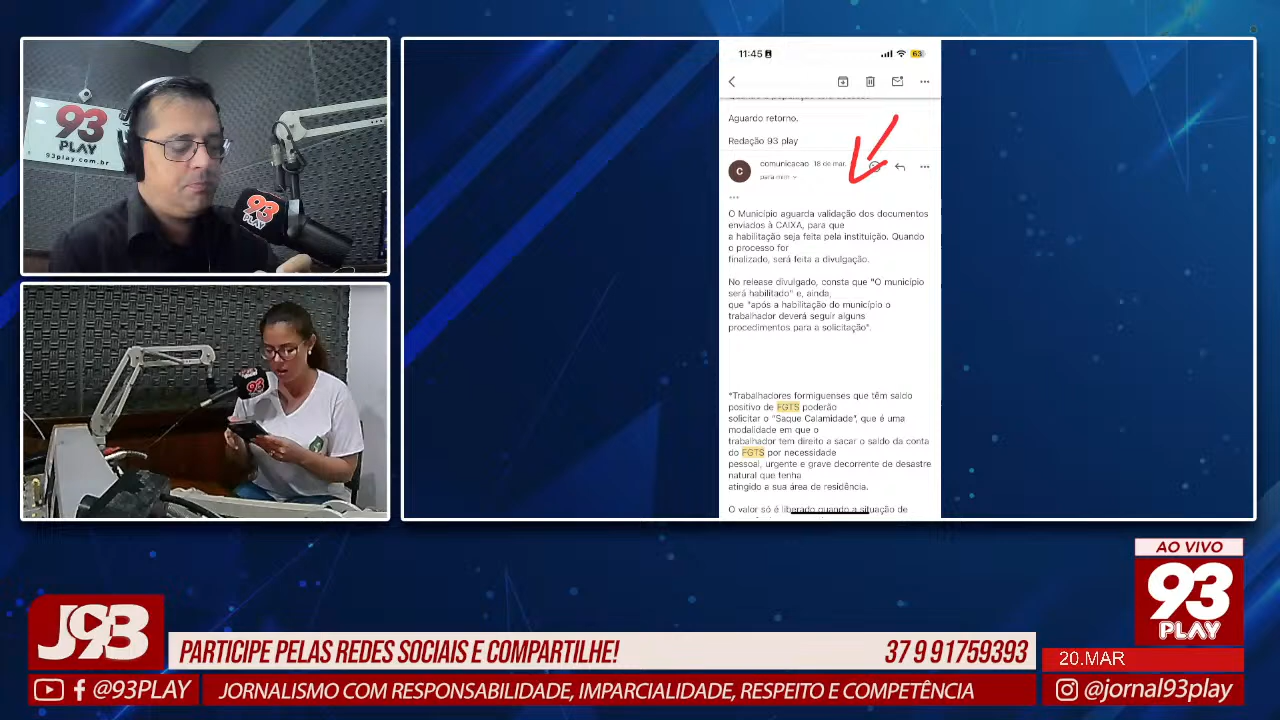 93
PLAY
93play.com.br
93
PLAY
93
11:45
63
Aguardo retorno.
Redação 93 play
C
comunicacao 18 de mar.
para mim
O Município aguarda validação dos documentos
enviados à CAIXA, para que
a habilitação seja feita pela instituição. Quando
o processo for
finalizado, será feita a divulgação.
No release divulgado, consta que "O município
será habilitado" e, ainda,
que "após a habilitação do município o
trabalhador deverá seguir alguns
procedimentos para a solicitação".
*Trabalhadores formiguenses que têm saldo
positivo de FGTS poderão
solicitar o "Saque Calamidade", que é uma
modalidade em que o
trabalhador tem direito a sacar o saldo da conta
do FGTS por necessidade
pessoal, urgente e grave decorrente de desastre
natural que tenha
atingido a sua área de residência.
O valor só é liberado quando a situação de
AO VIVO
93
PLAY
J93
PARTICIPE PELAS REDES SOCIAIS E COMPARTILHE!
37 9 91759393
20.MAR
@93PLAY
JORNALISMO COM RESPONSABILIDADE, IMPARCIALIDADE, RESPEITO E COMPETÊNCIA
@jornal93play